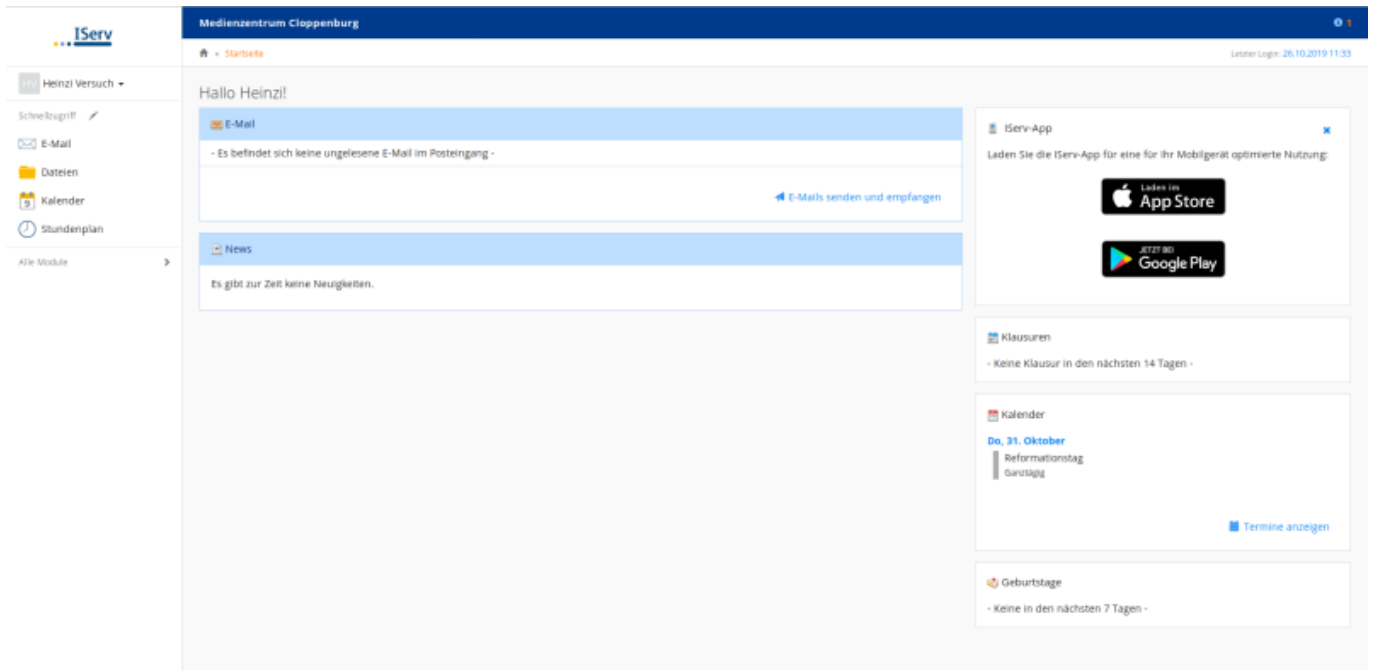 IServ
Medienzentrum Cloppenburg
1
» Startseite
Letzter Login: 26.10.2019 11:33
HV Heinzi Versuch
Hallo Heinzi!
Schnellzugriff
E-Mail
Dateien
9 Kalender
Stundenplan
Alle Module
E-Mail
- Es befindet sich keine ungelesene E-Mail im Posteingang -
E-Mails senden und empfangen
News
Es gibt zur Zeit keine Neuigkeiten.
IServ-App
Laden Sie die IServ-App für eine für Ihr Mobilgerät optimierte Nutzung:
Laden im
App Store
JETZT BEI
Google Play
Klausuren
- Keine Klausur in den nächsten 14 Tagen -
Kalender
Do, 31. Oktober
Reformationstag
Ganztägig
Termine anzeigen
Geburtstage
- Keine in den nächsten 7 Tagen -